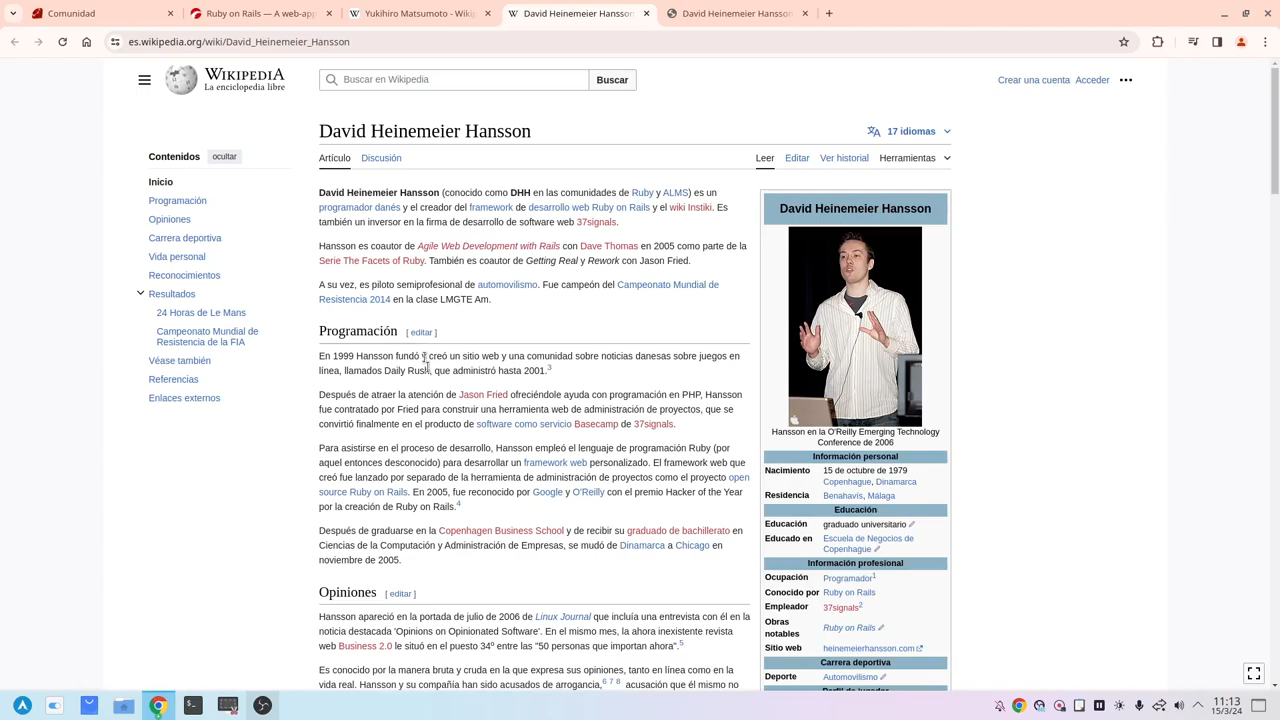 WIKIPEDIA
La enciclopedia libre
Buscar en Wikipedia
Buscar
Crear una cuenta Acceder
David Heinemeier Hansson
17 idiomas
Artículo Discusión
Leer Editar Ver historial Herramientas
Contenidos ocultar
Inicio
Programación
Opiniones
Carrera deportiva
Vida personal
Reconocimientos
Resultados
24 Horas de Le Mans
Campeonato Mundial de
Resistencia de la FIA
Véase también
Referencias
Enlaces externos
David Heinemeier Hansson (conocido como DHH en las comunidades de Ruby y ALMS) es un
programador danés y el creador del framework de desarrollo web Ruby on Rails y el wiki Instiki. Es
también un inversor en la firma de desarrollo de software web 37signals.
Hansson es coautor de Agile Web Development with Rails con Dave Thomas en 2005 como parte de la
Serie The Facets of Ruby. También es coautor de Getting Real y Rework con Jason Fried.
A su vez, es piloto semiprofesional de automovilismo. Fue campeón del Campeonato Mundial de
Resistencia 2014 en la clase LMGTE Am.
Programación [ editar ]
En 1999 Hansson fundó y creó un sitio web y una comunidad sobre noticias danesas sobre juegos en
línea, llamados Daily Rush, que administró hasta 2001.3
Después de atraer la atención de Jason Fried ofreciéndole ayuda con programación en PHP, Hansson
fue contratado por Fried para construir una herramienta web de administración de proyectos, que se
convirtió finalmente en el producto de software como servicio Basecamp de 37signals.
Para asistirse en el proceso de desarrollo, Hansson empleó el lenguaje de programación Ruby (por
aquel entonces desconocido) para desarrollar un framework web personalizado. El framework web que
creó fue lanzado por separado de la herramienta de administración de proyectos como el proyecto open
source Ruby on Rails. En 2005, fue reconocido por Google y O'Reilly con el premio Hacker of the Year
por la creación de Ruby on Rails.4
Después de graduarse en la Copenhagen Business School y de recibir su graduado de bachillerato en
Ciencias de la Computación y Administración de Empresas, se mudó de Dinamarca a Chicago en
noviembre de 2005.
Opiniones [ editar ]
Hansson apareció en la portada de julio de 2006 de Linux Journal que incluía una entrevista con él en la
noticia destacada 'Opinions on Opinionated Software'. En el mismo mes, la ahora inexistente revista
web Business 2.0 le situó en el puesto 34º entre las "50 personas que importan ahora".5
Es conocido por la manera bruta y cruda en la que expresa sus opiniones, tanto en línea como en la
vida real. Hansson y su compañía han sido acusados de arrogancia,6 7 8 acusación que él mismo no
David Heinemeier Hansson
Hansson en la O'Reilly Emerging Technology
Conference de 2006
Información personal
Nacimiento 15 de octubre de 1979
Copenhague, Dinamarca
Residencia Benahavís, Málaga
Educación
Educación graduado universitario
Educado en Escuela de Negocios de
Copenhague
Información profesional
Ocupación Programador1
Conocido por Ruby on Rails
Empleador 37signals2
Obras
notables Ruby on Rails
Sitio web heinemeierhansson.com
Carrera deportiva
Deporte Automovilismo
11:13